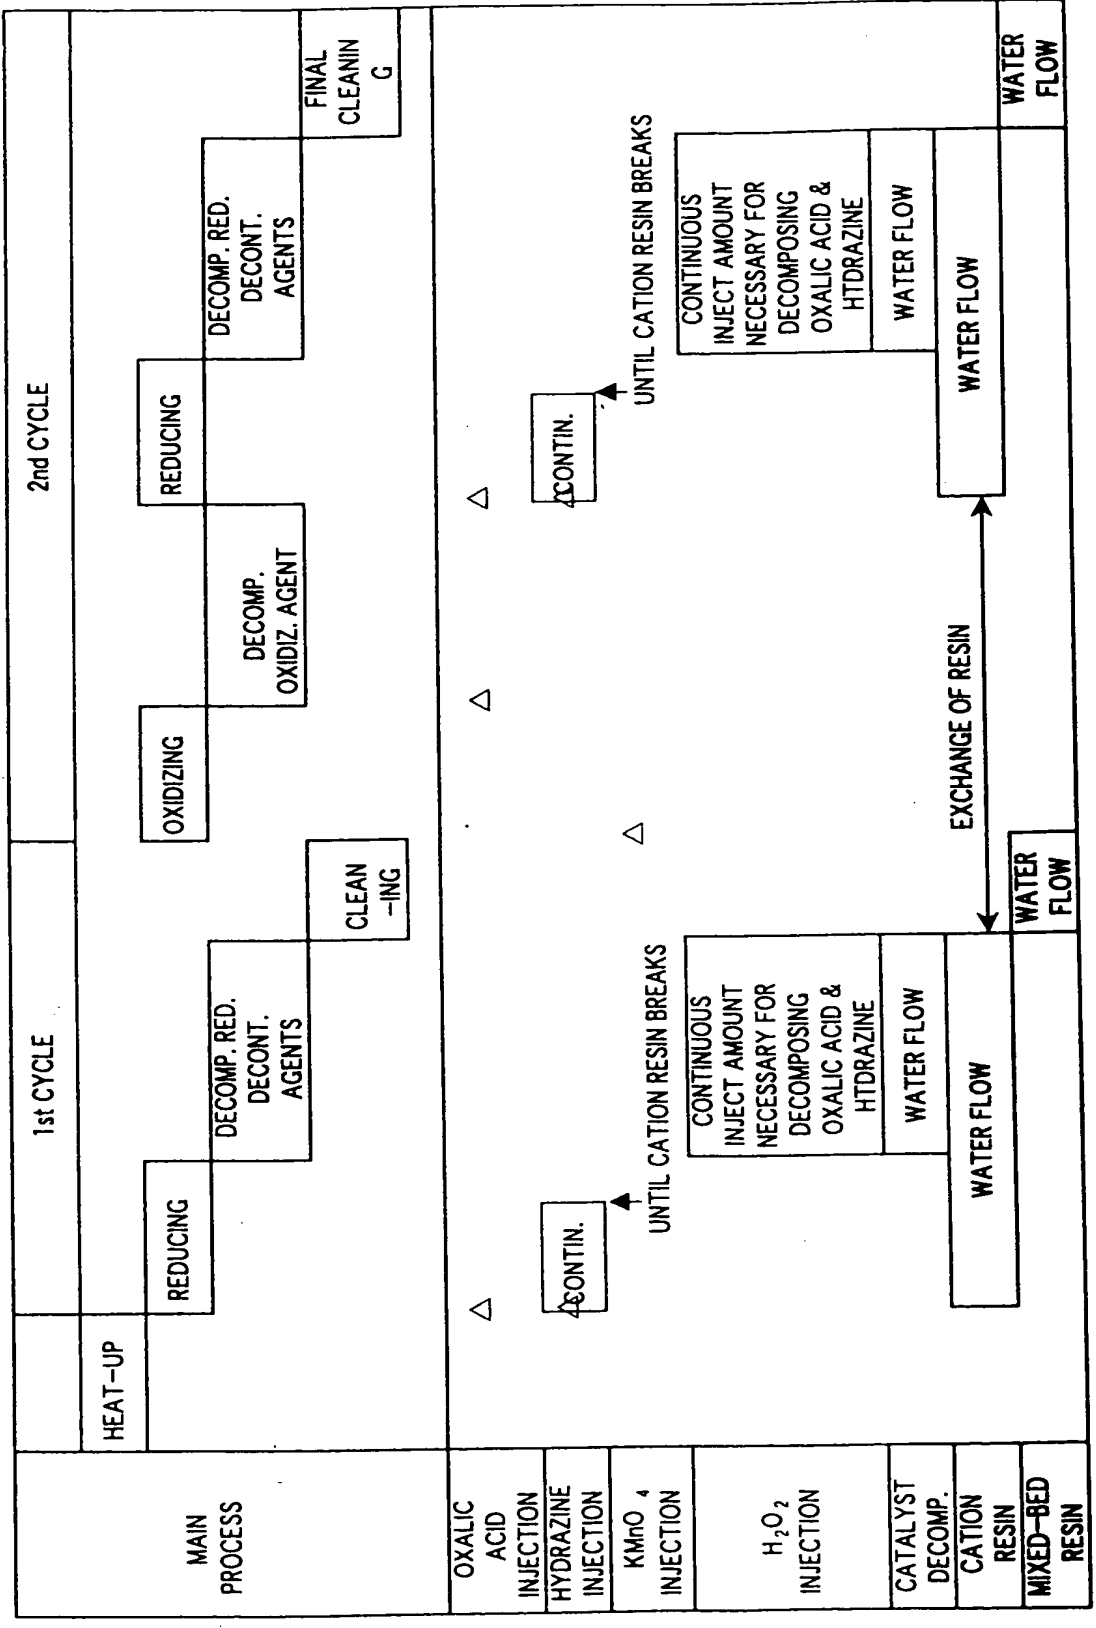 1st CYCLE
2nd CYCLE
MAIN
PROCESS
HEAT-UP
REDUCING
DECOMP. RED.
DECONT.
AGENTS
CLEAN
-ING
OXIDIZING
DECOMP.
OXIDIZ. AGENT
REDUCING
DECOMP. RED.
DECONT.
AGENTS
FINAL
CLEANIN
G
OXALIC
ACID
INJECTION
△
△
△
HYDRAZINE
INJECTION
△
CONTIN.
UNTIL CATION RESIN BREAKS
△
CONTIN.
UNTIL CATION RESIN BREAKS
KMnO4
INJECTION
△
H2O2
INJECTION
CONTINUOUS
INJECT AMOUNT
NECESSARY FOR
DECOMPOSING
OXALIC ACID &
HTDRAZINE
CONTINUOUS
INJECT AMOUNT
NECESSARY FOR
DECOMPOSING
OXALIC ACID &
HTDRAZINE
CATALYST
DECOMP.
WATER FLOW
WATER FLOW
CATION
RESIN
WATER FLOW
EXCHANGE OF RESIN
WATER FLOW
MIXED-BED
RESIN
WATER
FLOW
WATER
FLOW